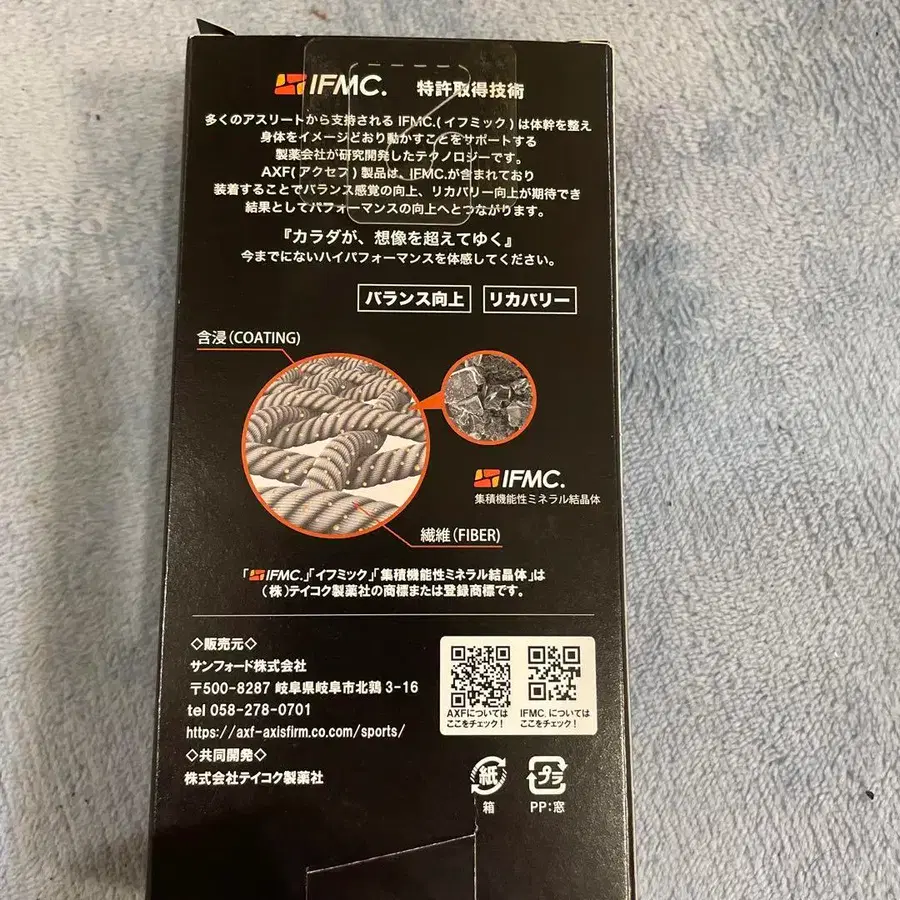 IFMC. 特許取得技術
多くのアスリートから支持される IFMC.(イフミック)は体幹を整え
身体をイメージどおり動かすことをサポートする
製薬会社が研究開発したテクノロジーです。
AXF(アクセフ)製品は、IFMC.が含まれており
装着することでバランス感覚の向上、リカバリー向上が期待でき
結果としてパフォーマンスの向上へとつながります。
『カラダが、想像を超えてゆく』
今までにないハイパフォーマンスを体感してください。
バランス向上 リカバリー
含浸(COATING)
IFMC.
集積機能性ミネラル結晶体
繊維(FIBER)
「IFMC.」「イフミック」「集積機能性ミネラル結晶体」は
(株)テイコク製薬社の商標または登録商標です。
◇販売元◇
サンフォード株式会社
〒500-8287 岐阜県岐阜市北鶉 3-16
tel 058-278-0701
https://axf-axisfirm.co.com/sports/
◇共同開発◇
株式会社テイコク製薬社
AXFについては
ここをチェック!
IFMC. については
ここをチェック!
紙
箱
プラ
PP:窓